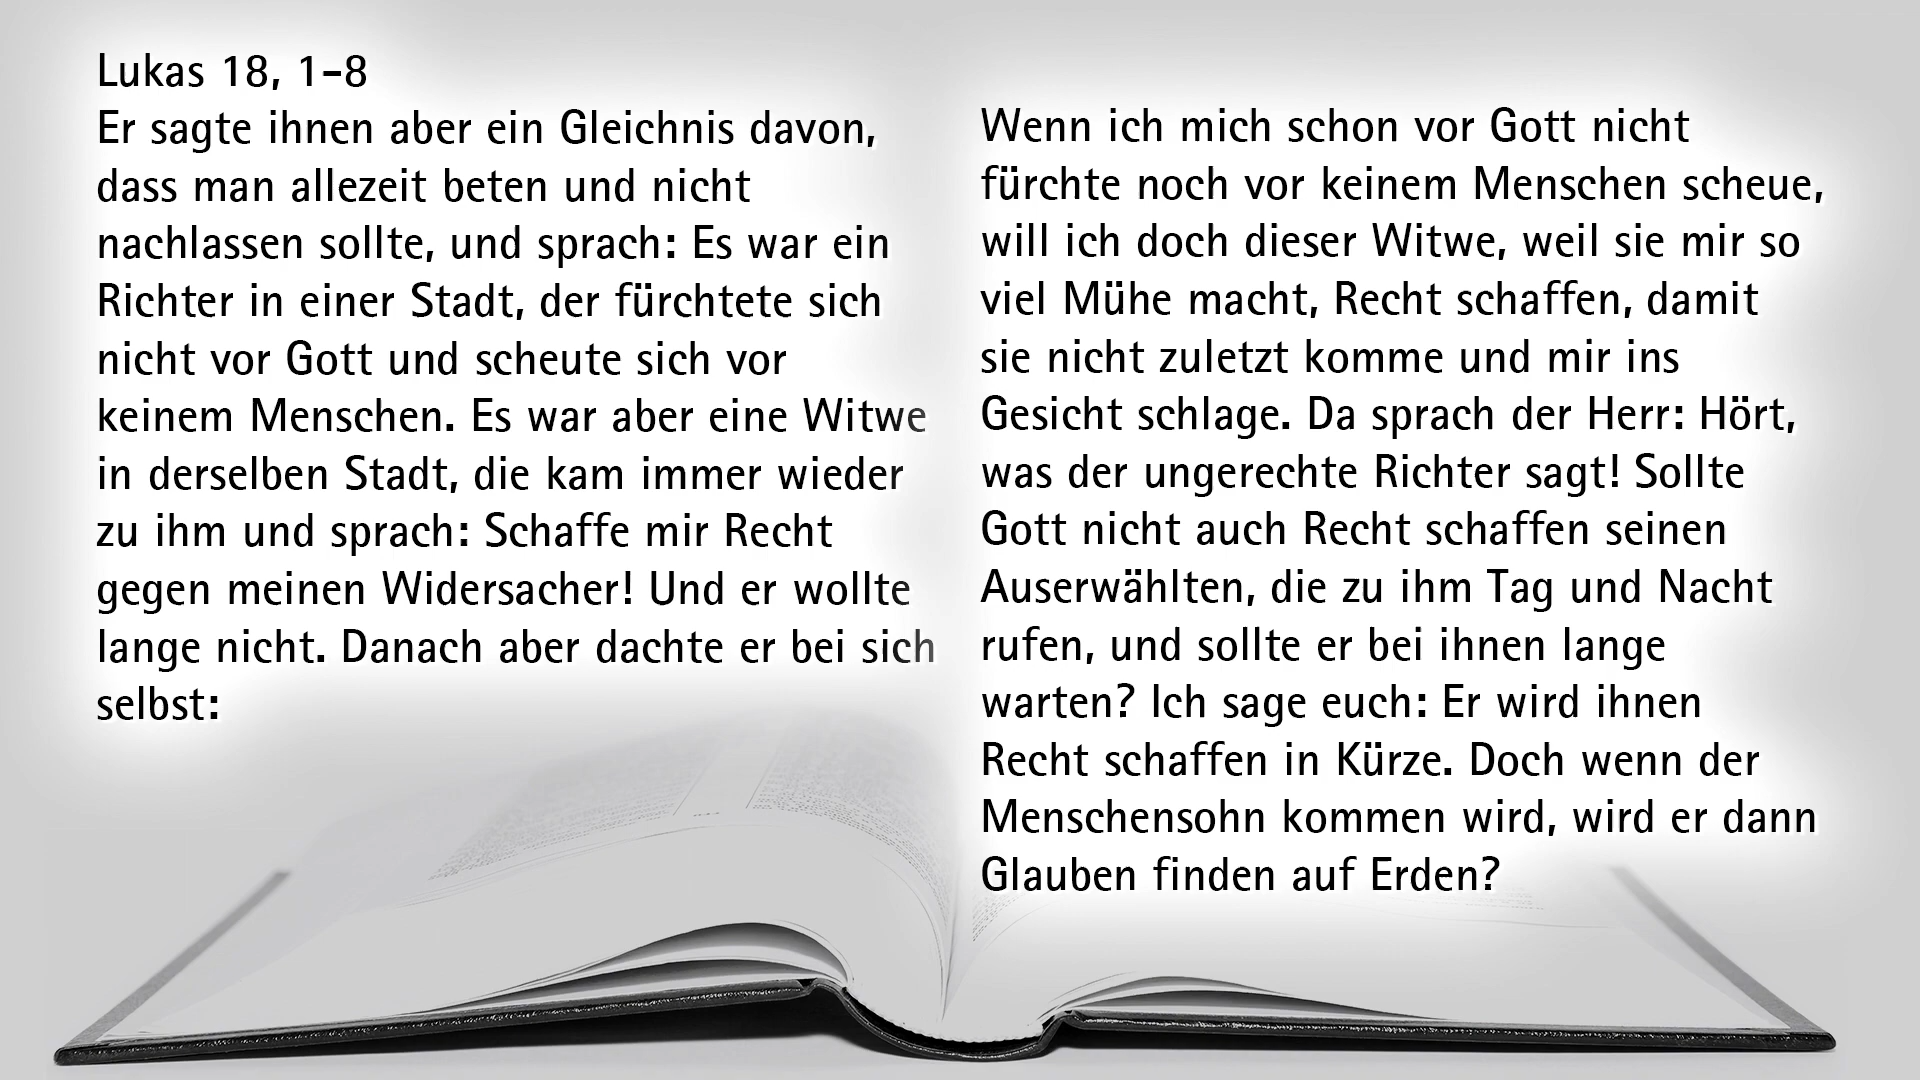 Lukas 18, 1-8
Er sagte ihnen aber ein Gleichnis davon,
dass man allezeit beten und nicht
nachlassen sollte, und sprach: Es war ein
Richter in einer Stadt, der fürchtete sich
nicht vor Gott und scheute sich vor
keinem Menschen. Es war aber eine Witwe
in derselben Stadt, die kam immer wieder
zu ihm und sprach: Schaffe mir Recht
gegen meinen Widersacher! Und er wollte
lange nicht. Danach aber dachte er bei sich
selbst:
Wenn ich mich schon vor Gott nicht
fürchte noch vor keinem Menschen scheue,
will ich doch dieser Witwe, weil sie mir so
viel Mühe macht, Recht schaffen, damit
sie nicht zuletzt komme und mir ins
Gesicht schlage. Da sprach der Herr: Hört,
was der ungerechte Richter sagt! Sollte
Gott nicht auch Recht schaffen seinen
Auserwählten, die zu ihm Tag und Nacht
rufen, und sollte er bei ihnen lange
warten? Ich sage euch: Er wird ihnen
Recht schaffen in Kürze. Doch wenn der
Menschensohn kommen wird, wird er dann
Glauben finden auf Erden?